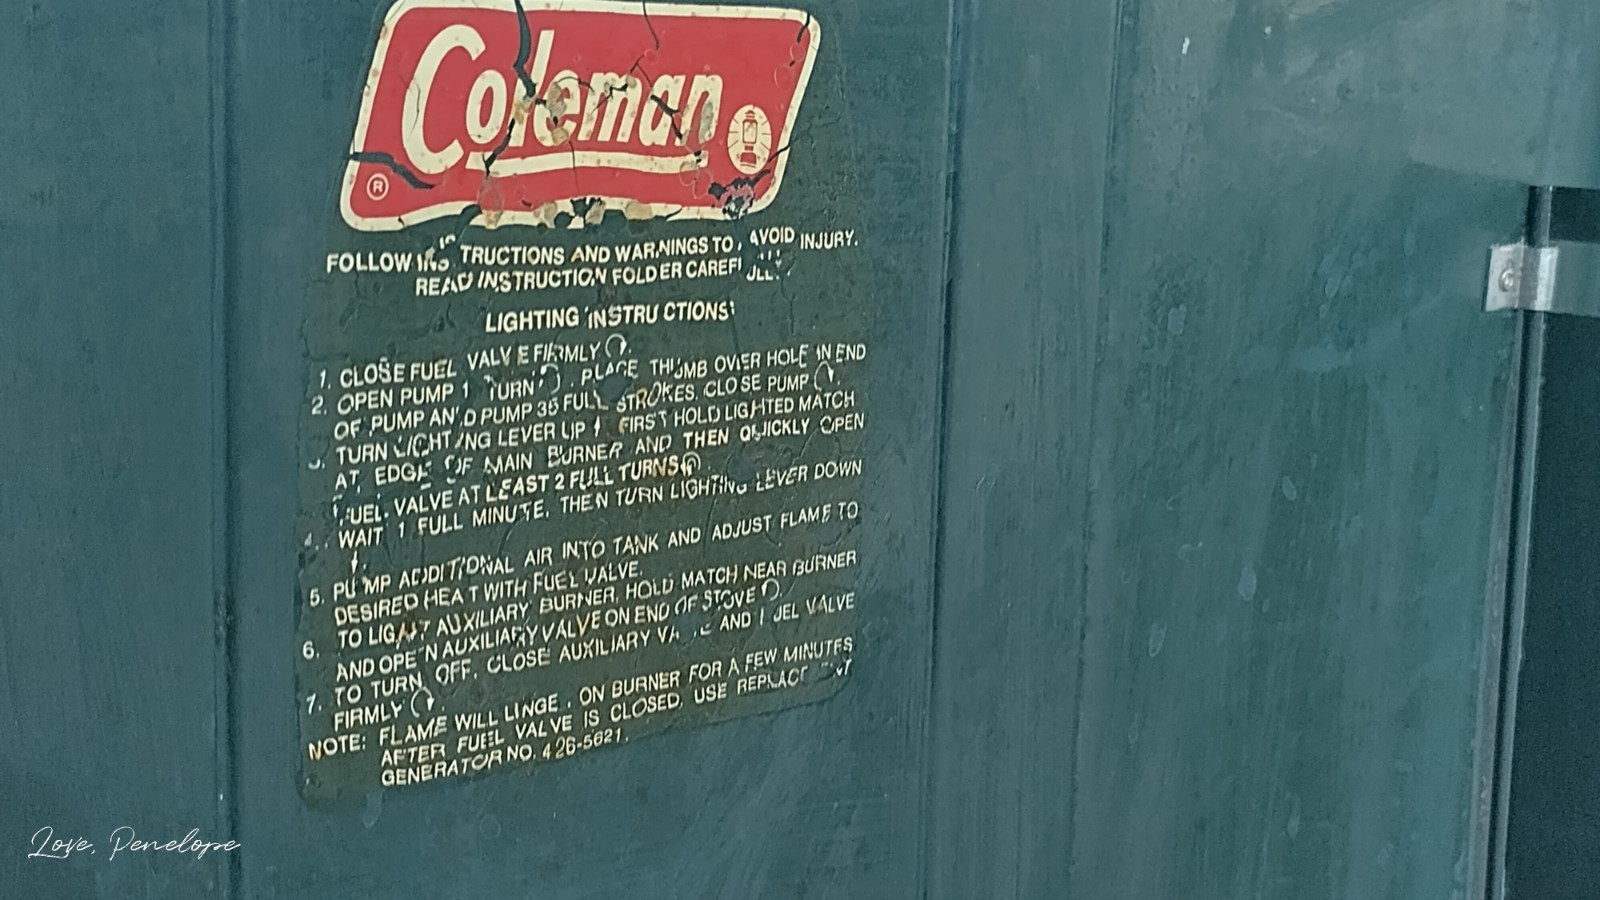 Coleman
®
FOLLOW INSTRUCTIONS AND WARNINGS TO AVOID INJURY.
READ INSTRUCTION FOLDER CAREFULLY.
LIGHTING INSTRUCTIONS:
1. CLOSE FUEL VALVE FIRMLY ↻.
2. OPEN PUMP 1 TURN ↺. PLACE THUMB OVER HOLE IN END
OF PUMP AND PUMP 35 FULL STROKES. CLOSE PUMP ↻.
3. TURN LIGHTING LEVER UP ↑. FIRST HOLD LIGHTED MATCH
AT EDGE OF MAIN BURNER AND THEN QUICKLY OPEN
FUEL VALVE AT LEAST 2 FULL TURNS ↺.
4. WAIT 1 FULL MINUTE, THEN TURN LIGHTING LEVER DOWN
↓.
5. PUMP ADDITIONAL AIR INTO TANK AND ADJUST FLAME TO
DESIRED HEAT WITH FUEL VALVE.
6. TO LIGHT AUXILIARY BURNER, HOLD MATCH NEAR BURNER
AND OPEN AUXILIARY VALVE ON END OF STOVE ↺.
7. TO TURN OFF, CLOSE AUXILIARY VALVE AND FUEL VALVE
FIRMLY ↻.
NOTE: FLAME WILL LINGER ON BURNER FOR A FEW MINUTES
AFTER FUEL VALVE IS CLOSED. USE REPLACEMENT
GENERATOR NO. 426-5621.
Love, Penelope